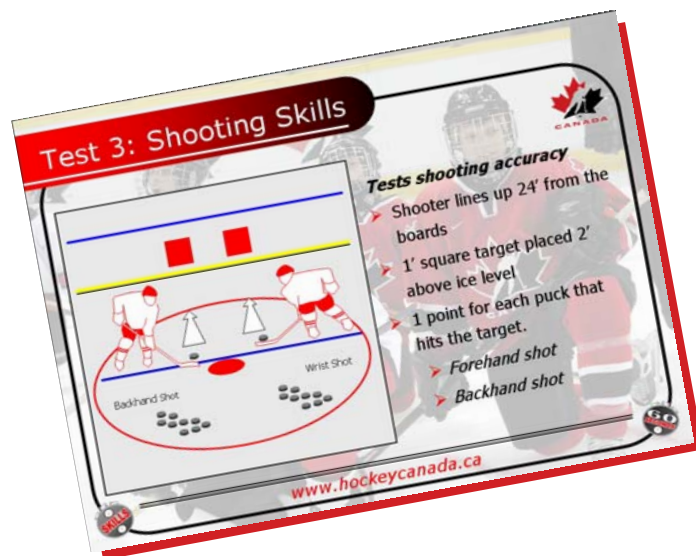 Test 3: Shooting Skills
CANADA
Tests shooting accuracy
Shooter lines up 24' from the
boards
1' square target placed 2'
above ice level
1 point for each puck that
hits the target.
Forehand shot
Backhand shot
Wrist Shot
Backhand Shot
www.hockeycanada.ca
SKILLS
60